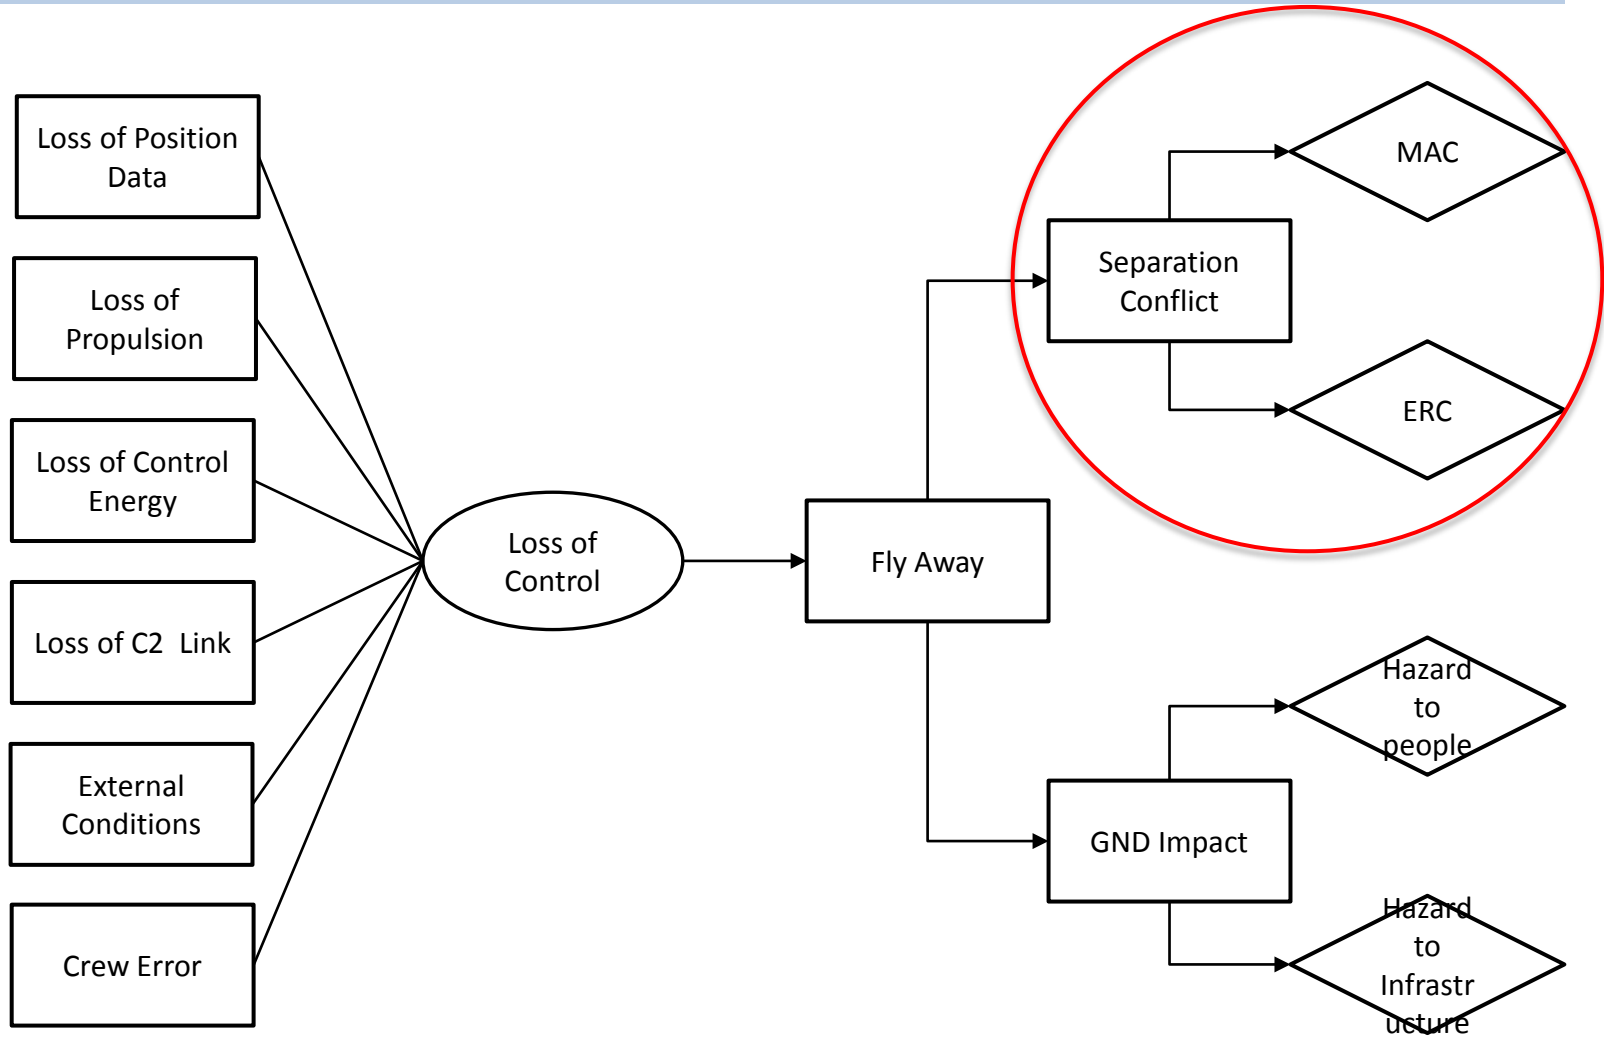 Loss of Position
Data
Loss of
Propulsion
Loss of Control
Energy
Loss of C2  Link
External
Conditions
Crew Error
Loss of
Control
Fly Away
Separation
Conflict
MAC
ERC
GND Impact
Hazard
to
people
Hazard
to
Infrastr
ucture